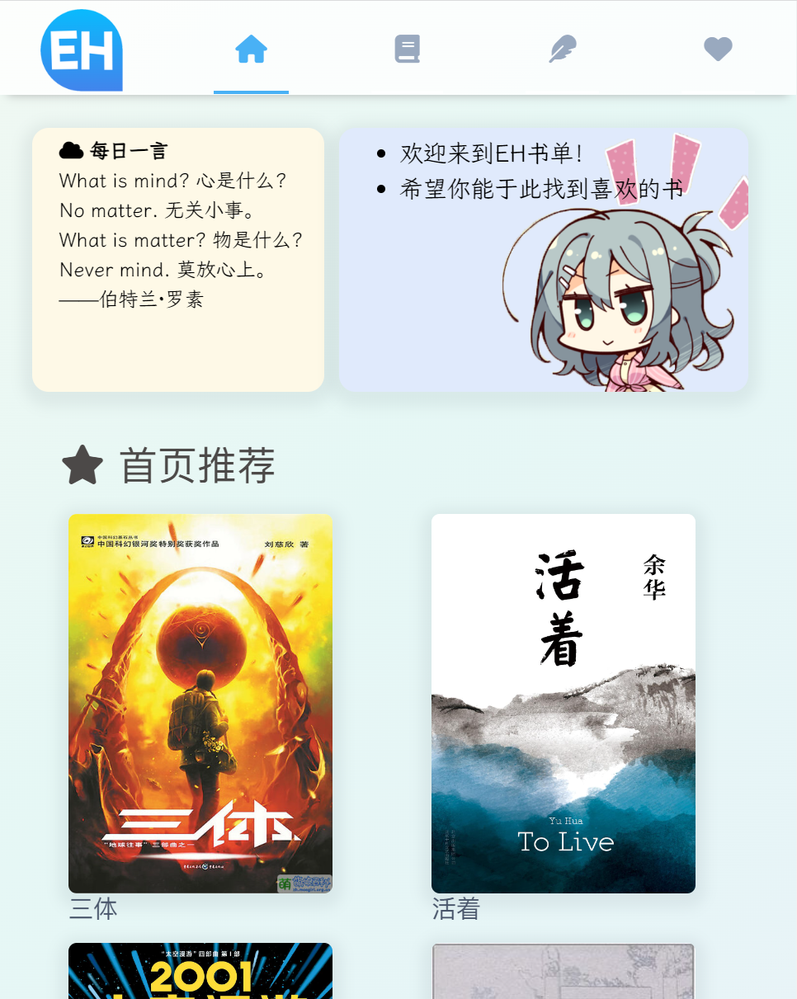 EH
每日一言
What is mind? 心是什么?
No matter. 无关小事。
What is matter? 物是什么?
Never mind. 莫放心上。
——伯特兰·罗素
欢迎来到EH书单!
希望你能于此找到喜欢的书
首页推荐
中国科幻基石丛书
中国科幻银河奖特别奖获奖作品
刘慈欣 著
三体
“地球往事”三部曲之一
三体
余华
活着
Yu Hua
To Live
活着
“太空漫游”四部曲 第1部
2001